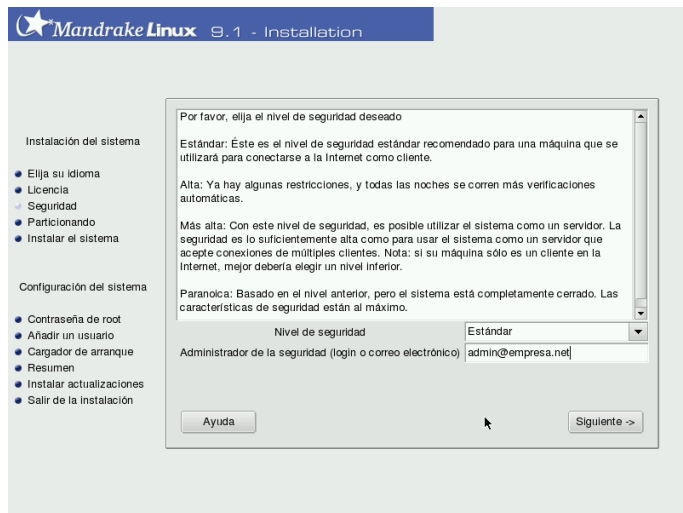 Mandrake Linux 9.1 - Installation
Instalación del sistema
Elija su idioma
Licencia
Seguridad
Particionando
Instalar el sistema
Configuración del sistema
Contraseña de root
Añadir un usuario
Cargador de arranque
Resumen
Instalar actualizaciones
Salir de la instalación
Por favor, elija el nivel de seguridad deseado
Estándar: Éste es el nivel de seguridad estándar recomendado para una máquina que se
utilizará para conectarse a la Internet como cliente.
Alta: Ya hay algunas restricciones, y todas las noches se corren más verificaciones
automáticas.
Más alta: Con este nivel de seguridad, es posible utilizar el sistema como un servidor. La
seguridad es lo suficientemente alta como para usar el sistema como un servidor que
acepte conexiones de múltiples clientes. Nota: si su máquina sólo es un cliente en la
Internet, mejor debería elegir un nivel inferior.
Paranoica: Basado en el nivel anterior, pero el sistema está completamente cerrado. Las
características de seguridad están al máximo.
Nivel de seguridad Estándar
Administrador de la seguridad (login o correo electrónico) admin@empresa.net
Ayuda Siguiente ->